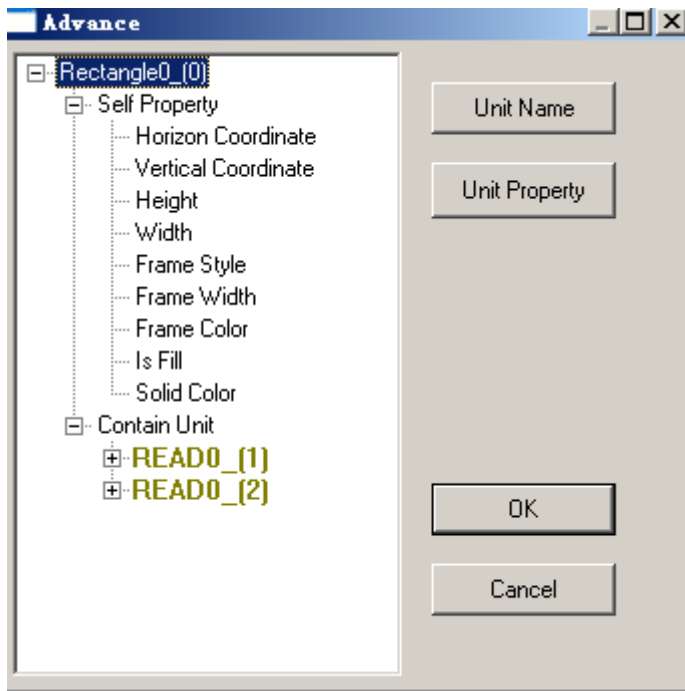 Advance
Rectangle0_(0)
Self Property
Horizon Coordinate
Vertical Coordinate
Height
Width
Frame Style
Frame Width
Frame Color
Is Fill
Solid Color
Contain Unit
READ0_(1)
READ0_(2)
Unit Name
Unit Property
OK
Cancel